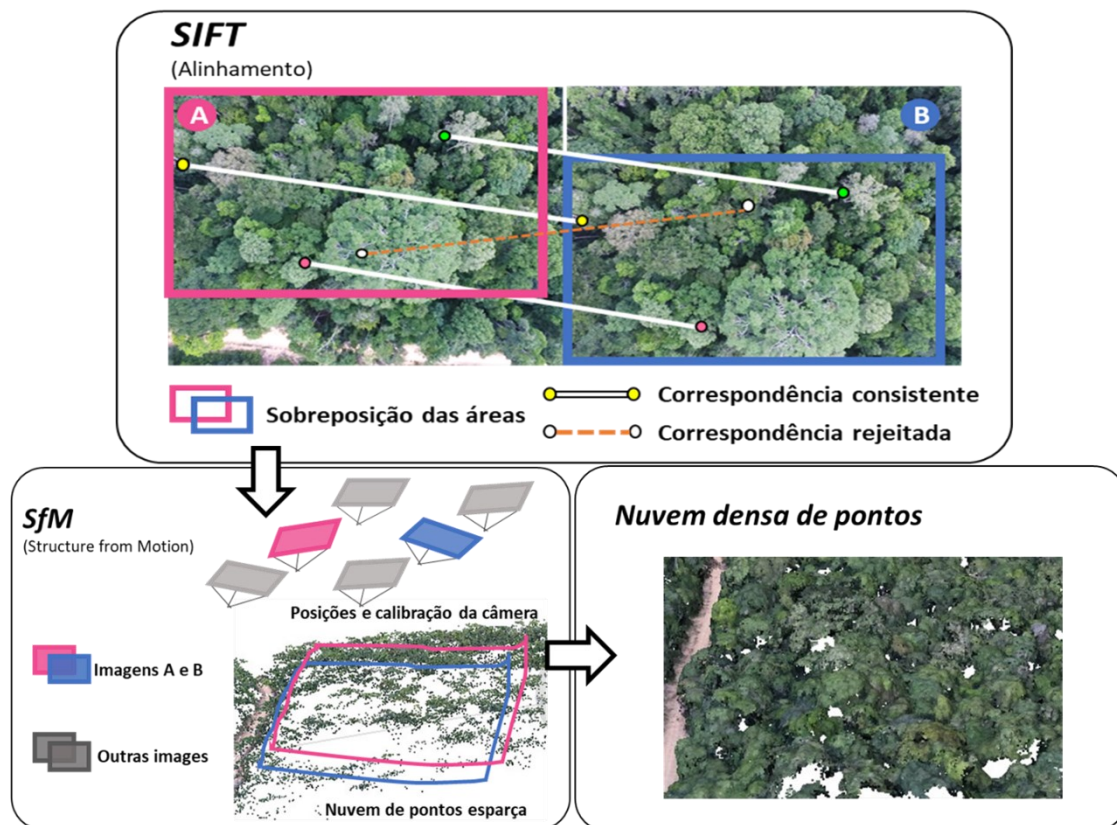 SIFT
(Alinhamento)
A
B
Sobreposição das áreas
Correspondência consistente
Correspondência rejeitada
SfM
(Structure from Motion)
Posições e calibração da câmera
Imagens A e B
Outras images
Nuvem de pontos esparça
Nuvem densa de pontos